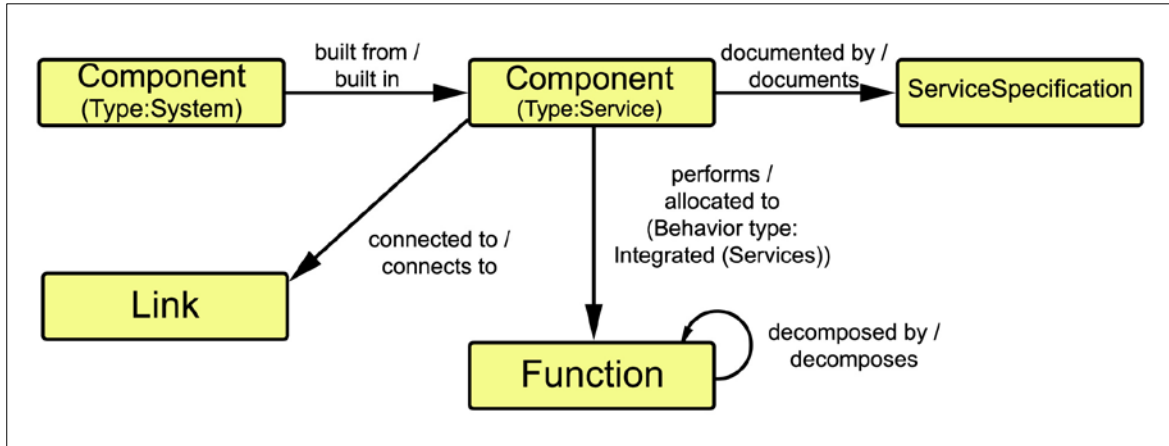 Component
(Type:System)
built from /
built in
Component
(Type:Service)
documented by /
documents
ServiceSpecification
performs /
allocated to
(Behavior type:
Integrated (Services))
connected to /
connects to
Link
Function
decomposed by /
decomposes